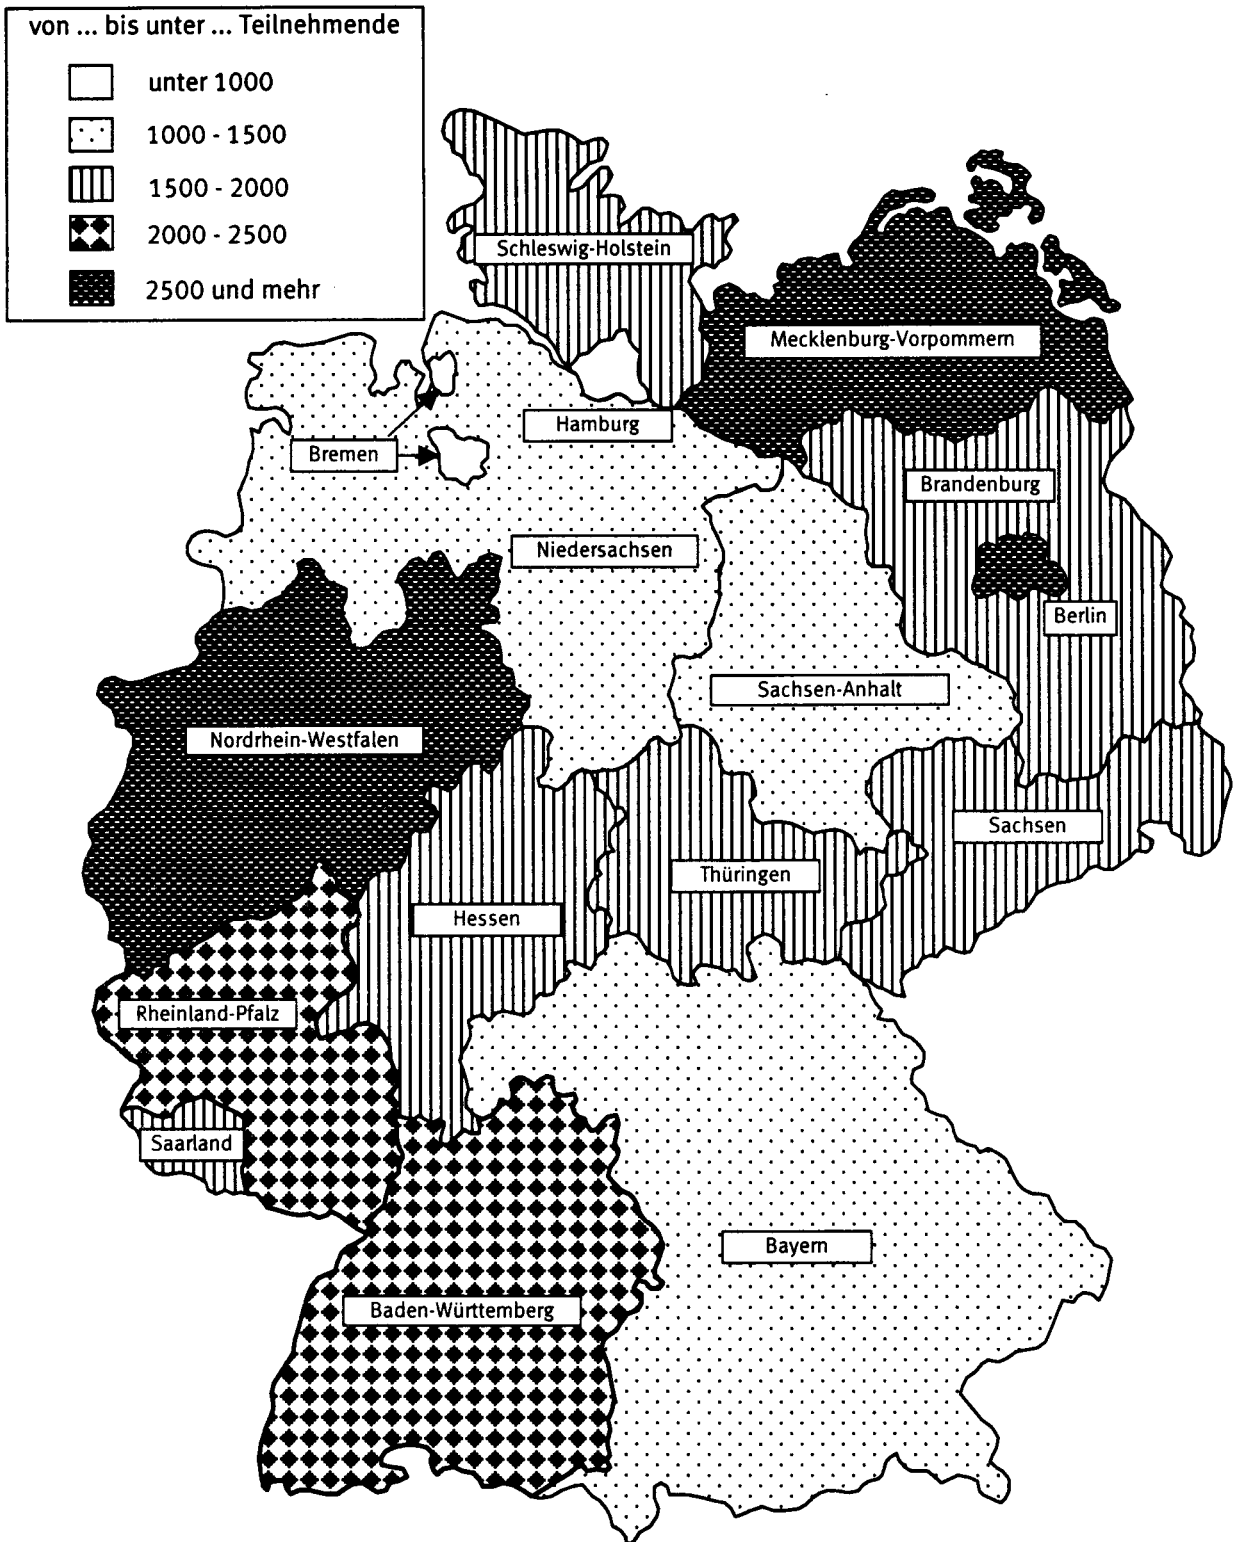 von ... bis unter ... Teilnehmende
unter 1000
1000 - 1500
1500 - 2000
2000 - 2500
2500 und mehr
Schleswig-Holstein
Mecklenburg-Vorpommern
Hamburg
Bremen
Brandenburg
Niedersachsen
Berlin
Sachsen-Anhalt
Nordrhein-Westfalen
Sachsen
Thüringen
Hessen
Rheinland-Pfalz
Saarland
Bayern
Baden-Württemberg